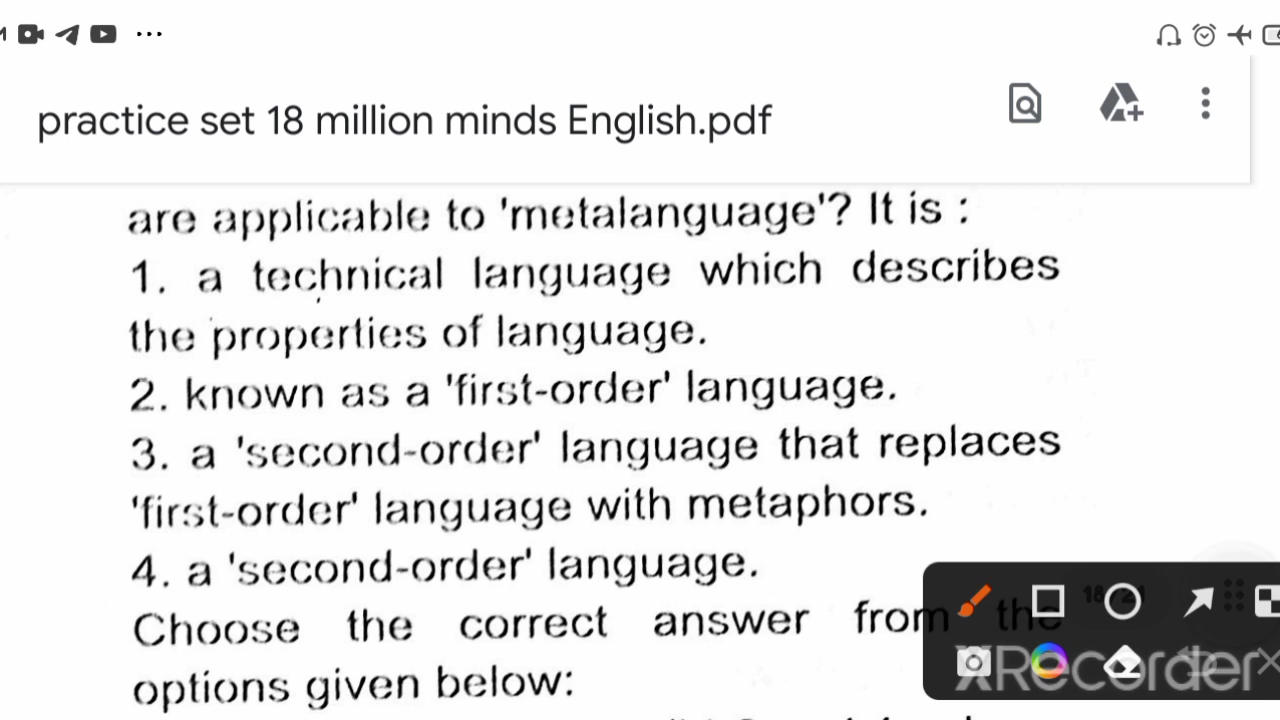 practice set 18 million minds English.pdf
are applicable to 'metalanguage'? It is :
1. a technical language which describes
the properties of language.
2. known as a 'first-order' language.
3. a 'second-order' language that replaces
'first-order' language with metaphors.
4. a 'second-order' language.
Choose the correct answer from the
options given below:
XRecorder